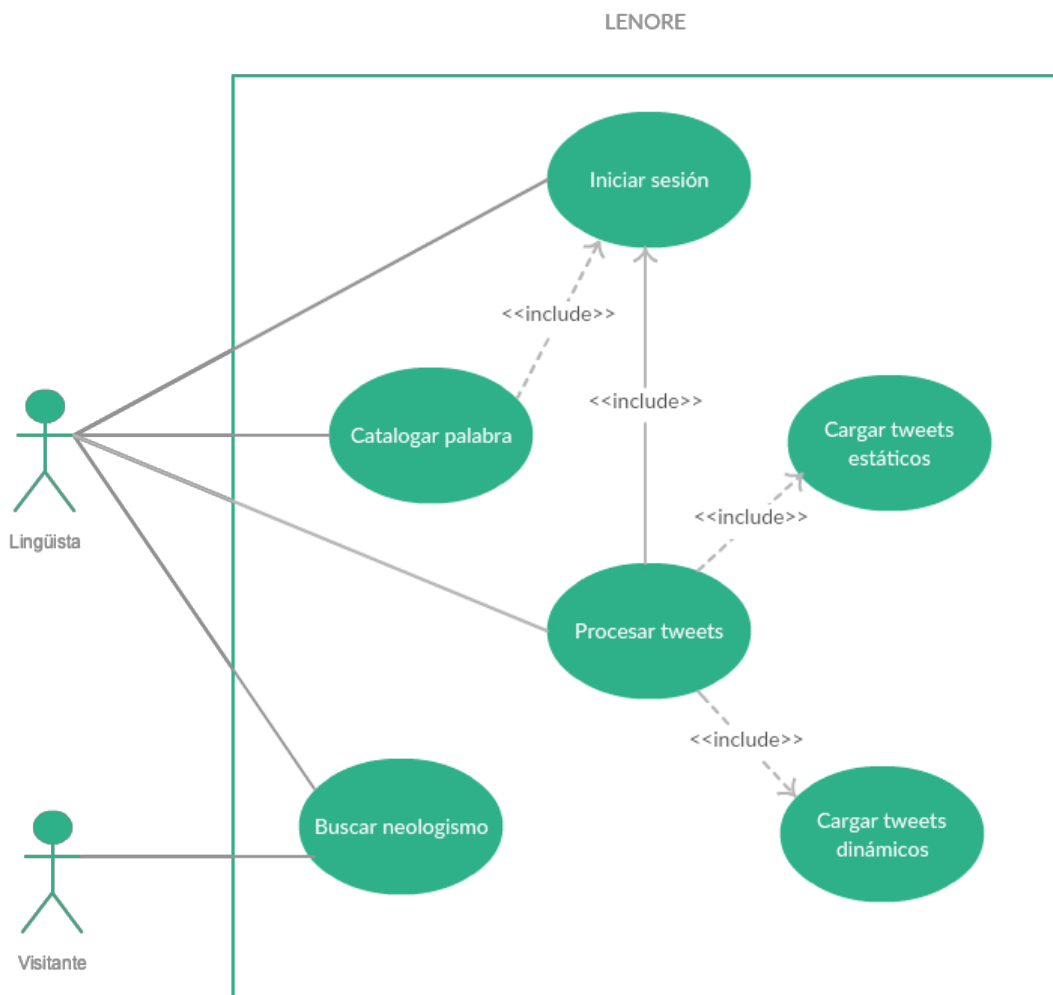 LENORE
Iniciar sesión
<<include>>
<<include>>
Catalogar palabra
Cargar tweets
estáticos
<<include>>
Lingüista
Procesar tweets
<<include>>
Buscar neologismo
Cargar tweets
dinámicos
Visitante